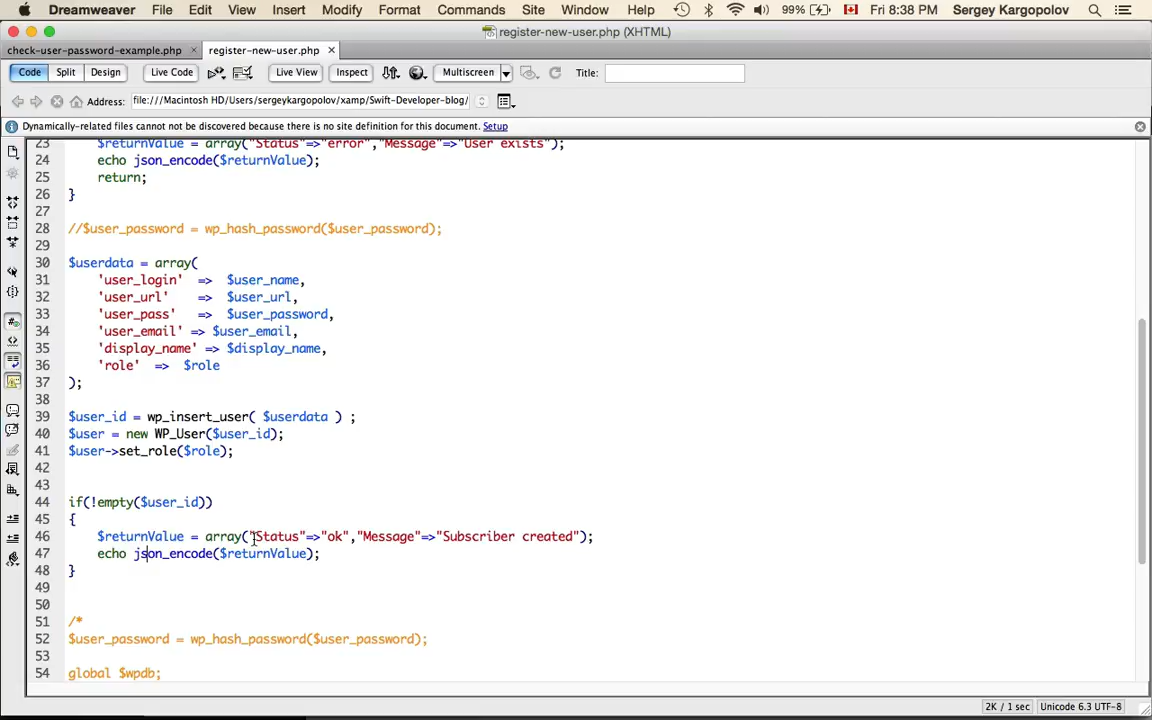 Dreamweaver File Edit View Insert Modify Format Commands Site Window Help 99% Fri 8:38 PM Sergey Kargopolov
register-new-user.php (XHTML)
check-user-password-example.php register-new-user.php
Code Split Design Live Code Live View Inspect Multiscreen Title:
Address: file:///Macintosh HD/Users/sergeykargopolov/xamp/Swift-Developer-blog/
Dynamically-related files cannot not be discovered because there is no site definition for this document. Setup
23 $returnValue = array("Status"=>"error","Message"=>"User exists");
24 echo json_encode($returnValue);
25 return;
26 }
27
28 //$user_password = wp_hash_password($user_password);
29
30 $userdata = array(
31 'user_login' => $user_name,
32 'user_url' => $user_url,
33 'user_pass' => $user_password,
34 'user_email' => $user_email,
35 'display_name' => $display_name,
36 'role' => $role
37 );
38
39 $user_id = wp_insert_user( $userdata ) ;
40 $user = new WP_User($user_id);
41 $user->set_role($role);
42
43
44 if(!empty($user_id))
45 {
46 $returnValue = array("Status"=>"ok","Message"=>"Subscriber created");
47 echo json_encode($returnValue);
48 }
49
50
51 /*
52 $user_password = wp_hash_password($user_password);
53
54 global $wpdb;
2K / 1 sec Unicode 6.3 UTF-8